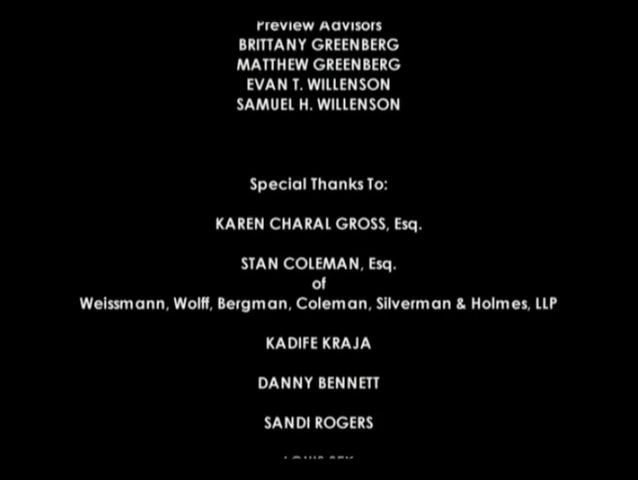 Preview Advisors
BRITTANY GREENBERG
MATTHEW GREENBERG
EVAN T. WILLENSON
SAMUEL H. WILLENSON
Special Thanks To:
KAREN CHARAL GROSS, Esq.
STAN COLEMAN, Esq.
of
Weissmann, Wolff, Bergman, Coleman, Silverman & Holmes, LLP
KADIFE KRAJA
DANNY BENNETT
SANDI ROGERS